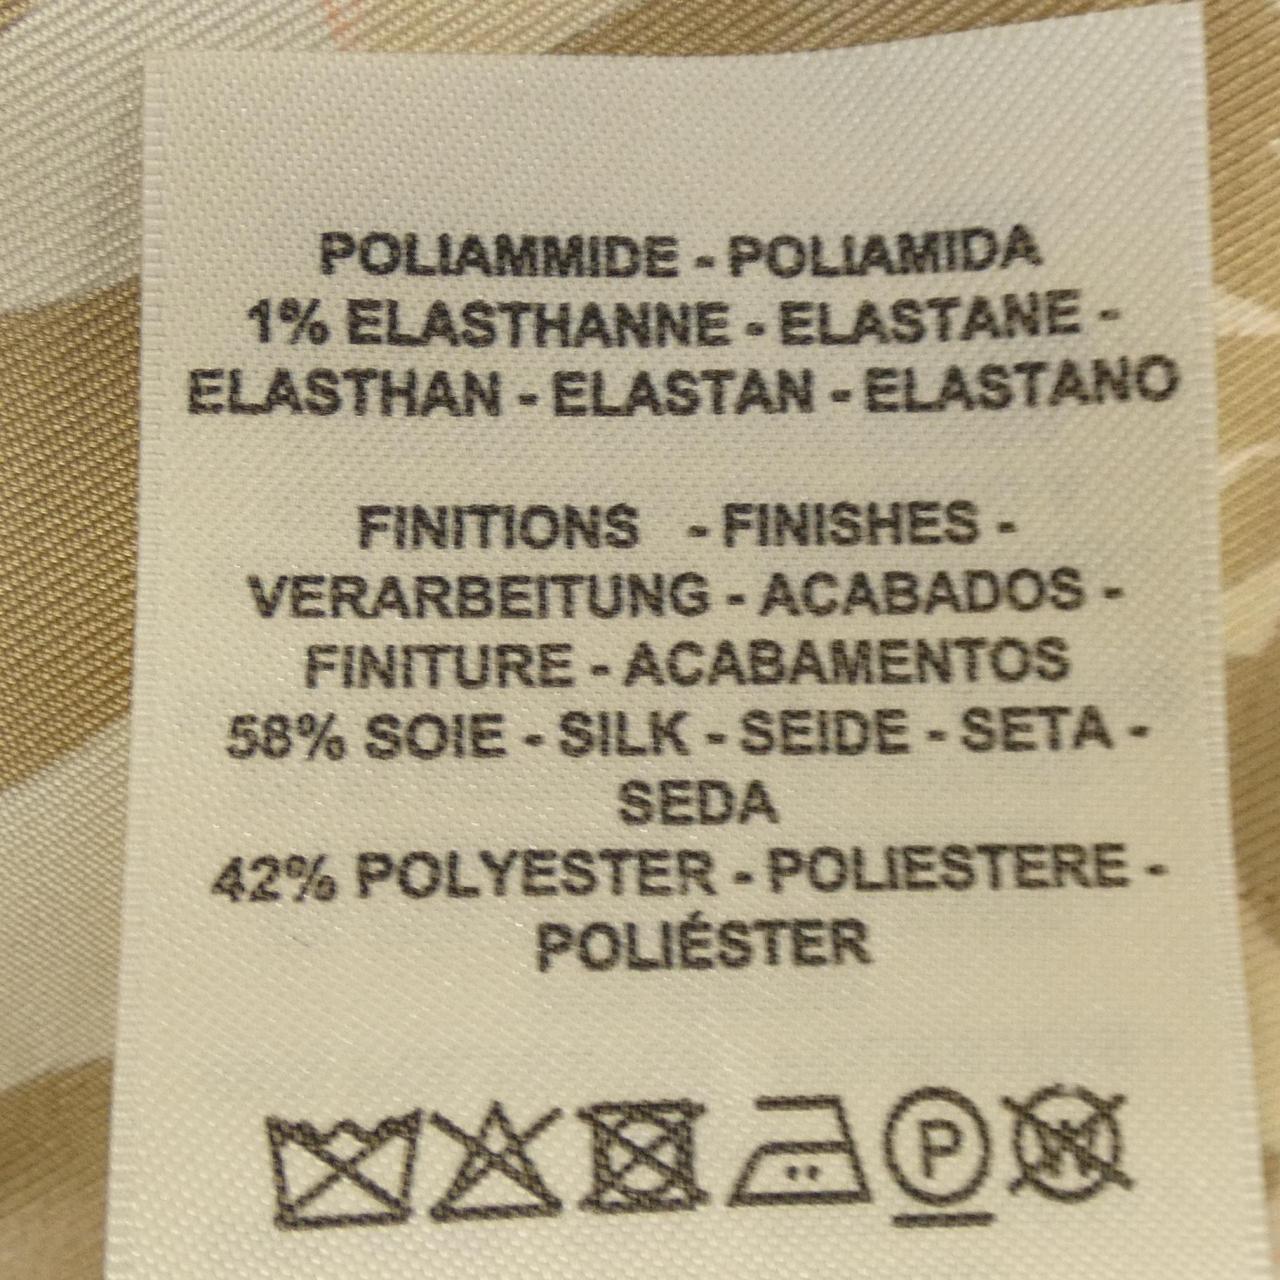 POLIAMMIDE - POLIAMIDA
1% ELASTHANNE - ELASTANE -
ELASTHAN - ELASTAN - ELASTANO
FINITIONS - FINISHES -
VERARBEITUNG - ACABADOS -
FINITURE - ACABAMENTOS
58% SOIE - SILK - SEIDE - SETA -
SEDA
42% POLYESTER - POLIESTERE -
POLIÉSTER
P W